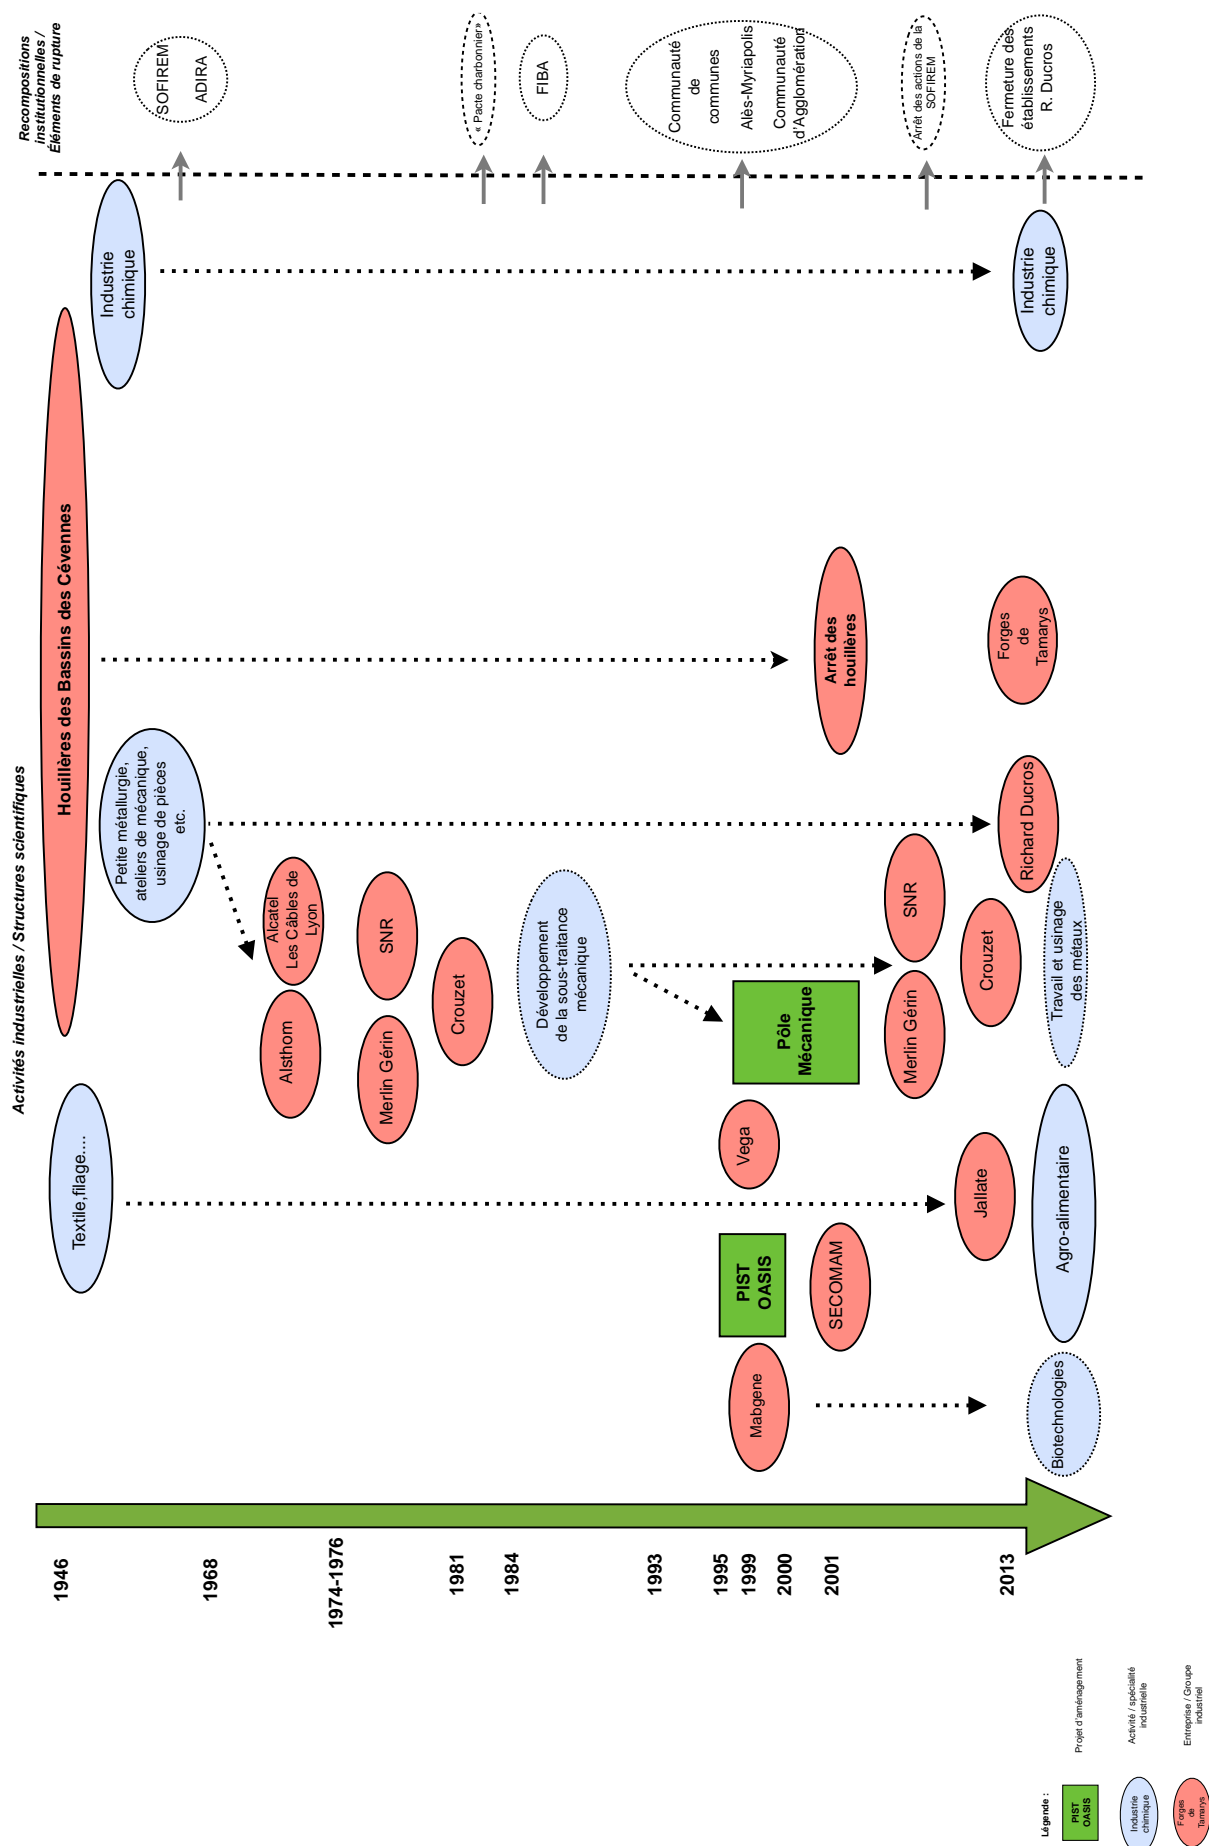 Activités industrielles / Structures scientifiques
Recompositions
institutionnelles /
Éléments de rupture
1946
1968
1974-1976
1981
1984
1993
1995
1999
2000
2001
2013
Textile,filage....
Houillères des Bassins des Cévennes
Industrie
chimique
Petite métallurgie,
ateliers de mécanique,
usinage de pièces
etc.
SOFIREM
ADIRA
Alsthom
Alcatel
Les Câbles de
Lyon
Merlin Gérin
SNR
Crouzet
« Pacte charbonnier»
Développement
de la sous-traitance
mécanique
FIBA
Mabgene
PIST
OASIS
Vega
Pôle
Mécanique
Communauté
de
communes
Alès-Myriapolis
Communauté
d'Agglomération
SECOMAM
Arrêt des
houillères
Merlin Gérin
SNR
Arrêt des actions de la
SOFIREM
Jallate
Crouzet
Richard Ducros
Forges
de
Tamarys
Industrie
chimique
Fermeture des
établissements
R. Ducros
Biotechnologies
Agro-alimentaire
Travail et usinage
des métaux
Légende :
PIST
OASIS
Projet d'aménagement
Industrie
chimique
Activité / spécialité
industrielle
Forges
de
Tamarys
Entreprise / Groupe
industriel